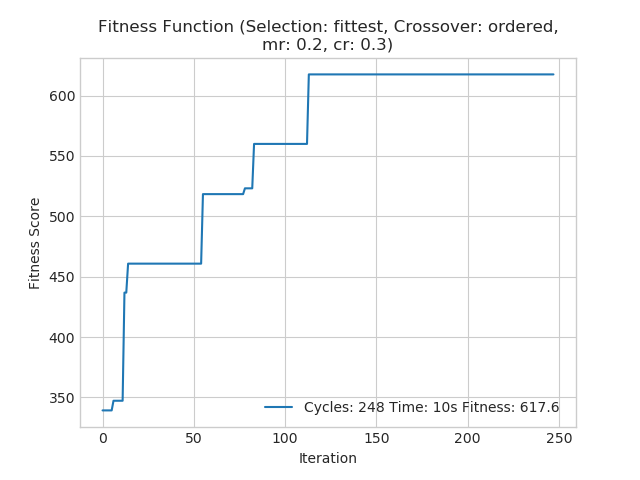 Fitness Function (Selection: fittest, Crossover: ordered,
mr: 0.2, cr: 0.3)
600
550
500
450
400
350
Fitness Score
Cycles: 248 Time: 10s Fitness: 617.6
0 50 100 150 200 250
Iteration